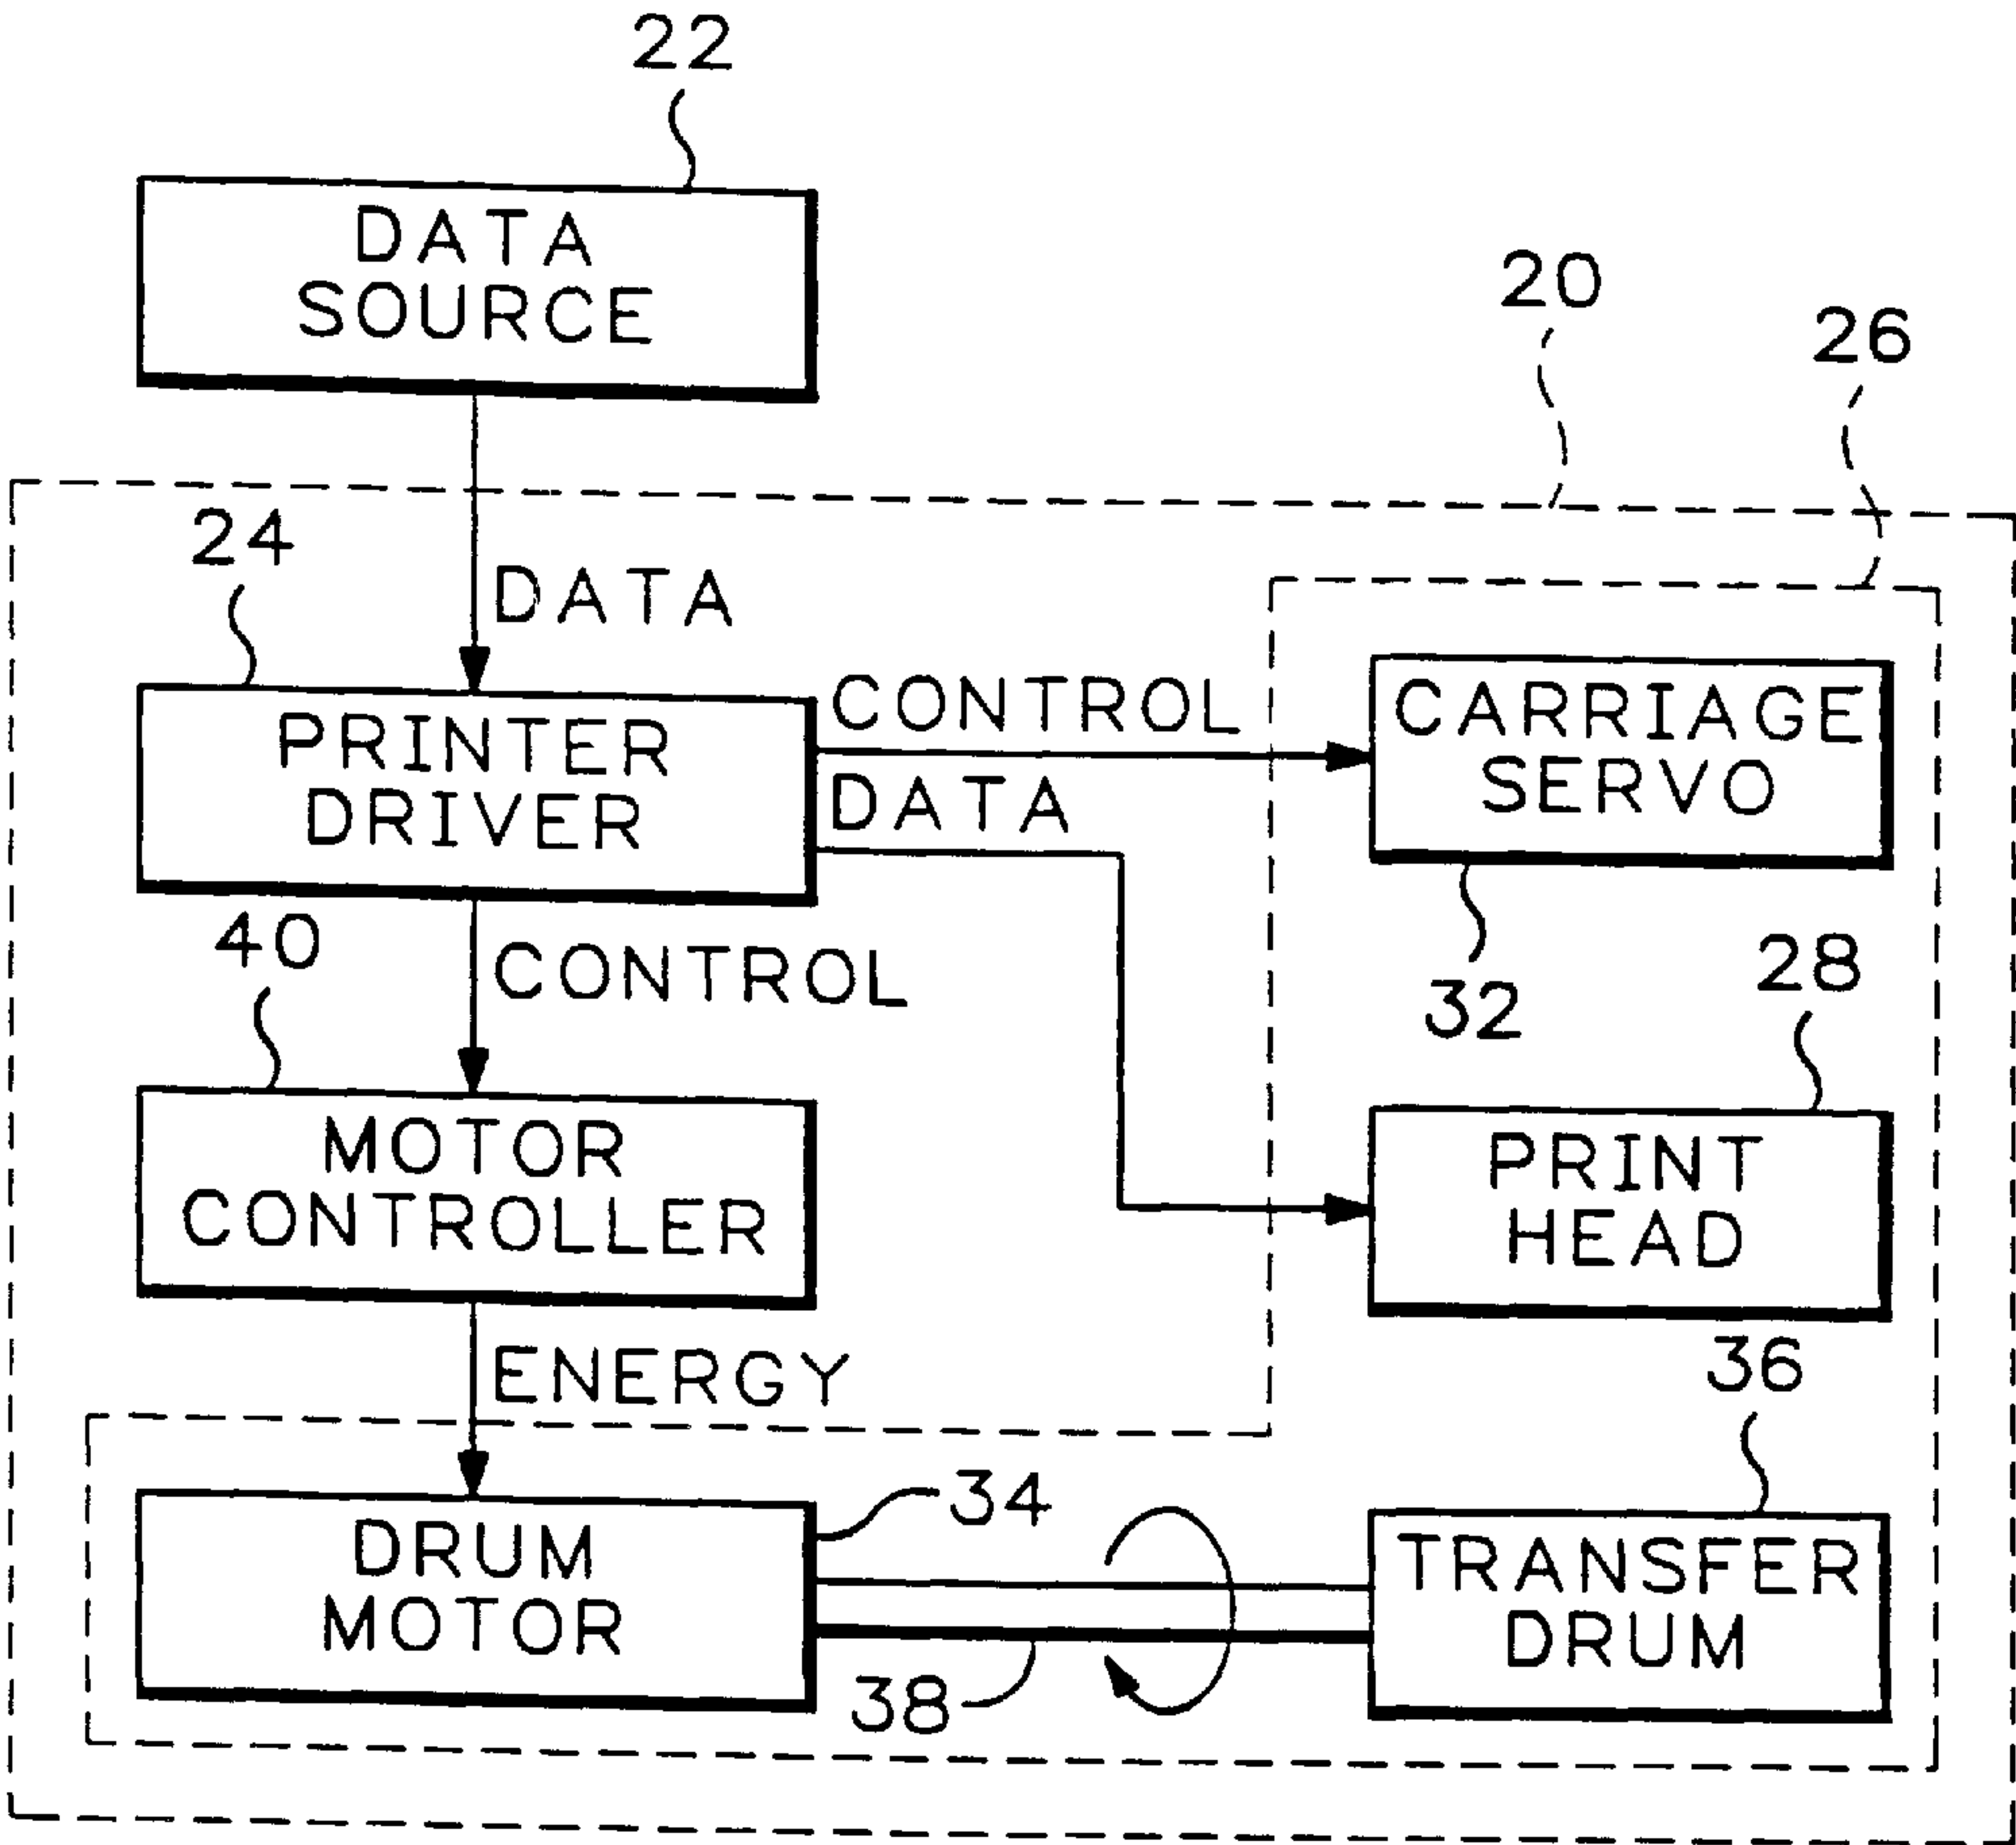 22
DATA
SOURCE
20
26
24
DATA
PRINTER
DRIVER
CONTROL
DATA
CARRIAGE
SERVO
32
40
CONTROL
28
MOTOR
CONTROLLER
PRINT
HEAD
ENERGY
36
34
DRUM
MOTOR
38
TRANSFER
DRUM